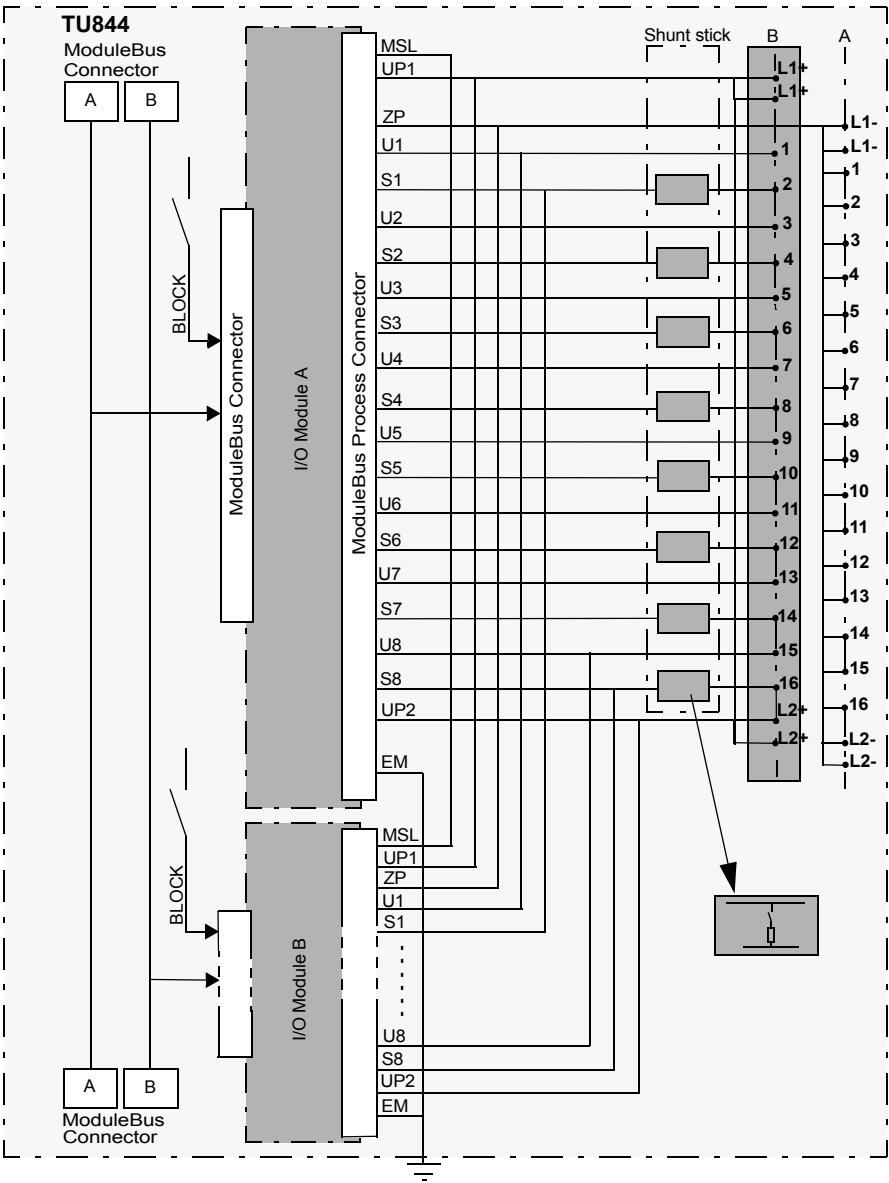 TU844
ModuleBus
Connector
A B
Shunt stick B A
MSL
UP1 L1+
L1+
ZP L1-
L1-
U1 1 1
S1 2 2
U2 3 3
S2 4 4
U3 5 5
S3 6 6
U4 7 7
S4 8 8
U5 9 9
S5 10 10
U6 11 11
S6 12 12
U7 13 13
S7 14 14
U8 15 15
S8 16 16
UP2 L2+
L2+ L2-
L2-
EM
BLOCK
ModuleBus Connector
I/O Module A
ModuleBus Process Connector
MSL
UP1
ZP
U1
S1
BLOCK
I/O Module B
U8
S8
UP2
EM
A B
ModuleBus
Connector